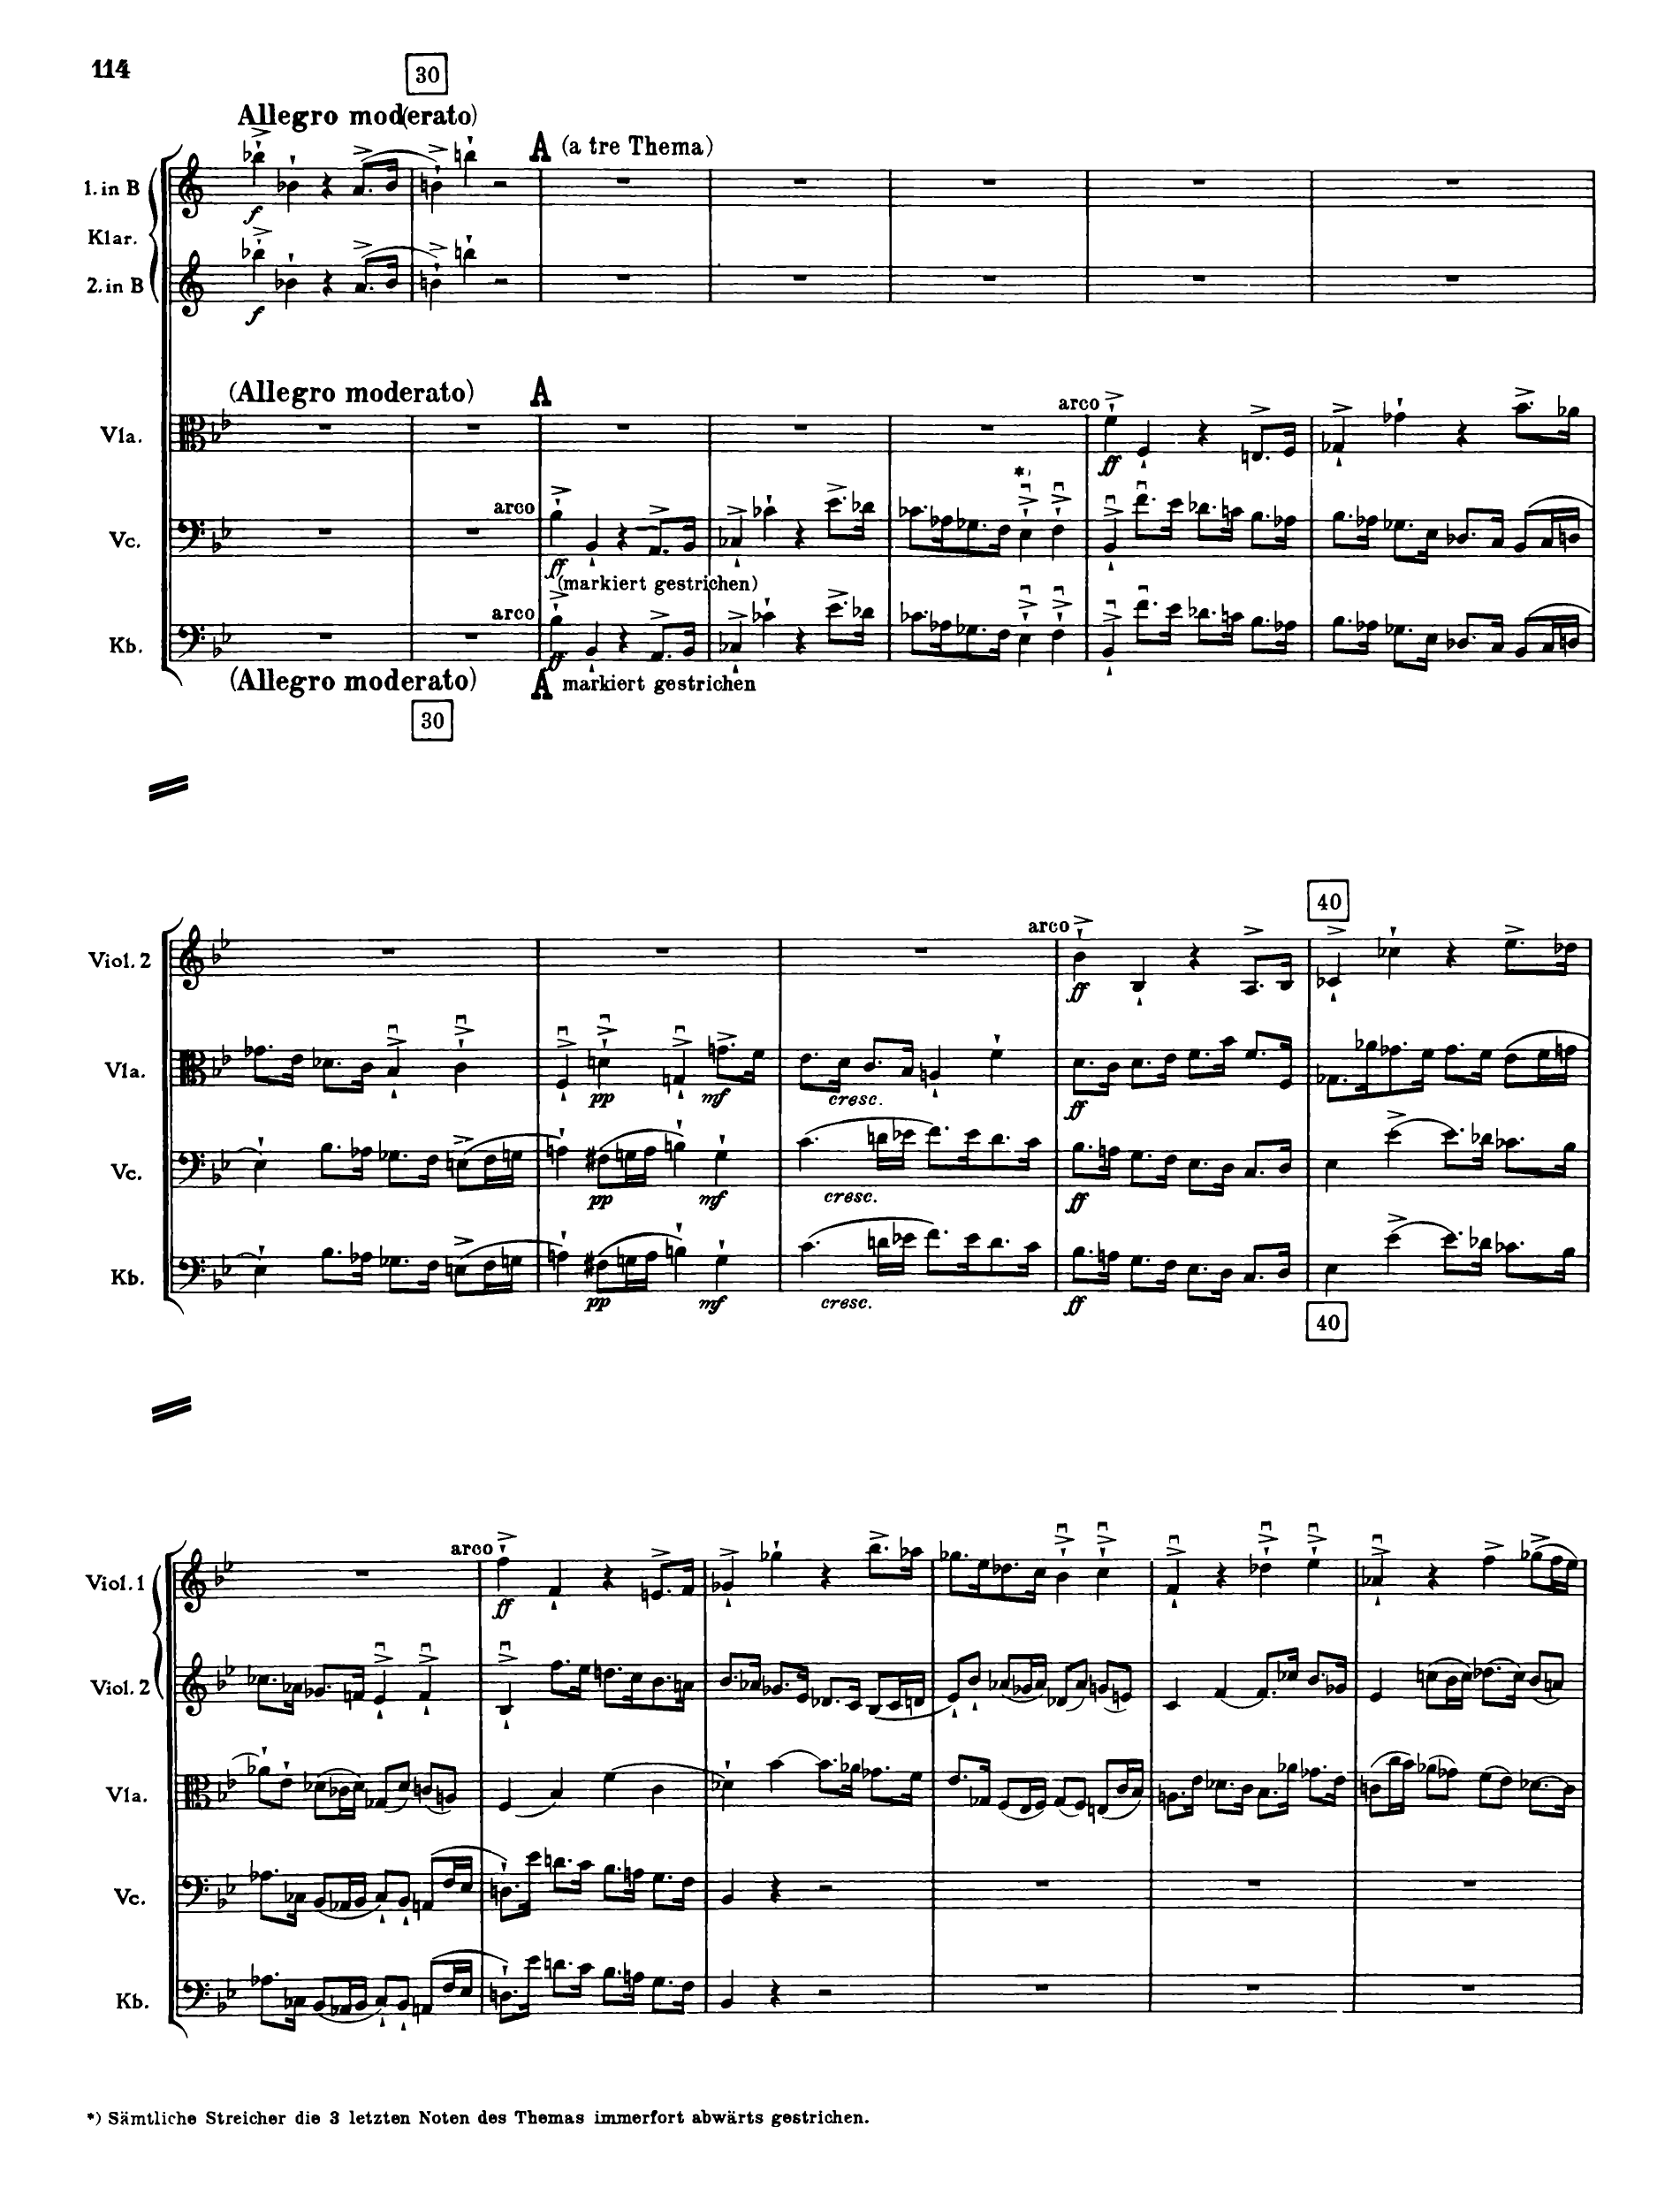 114
30
Allegro mod(erato)
A (a tre Thema)
1. in B
f
Klar.
2. in B
f
(Allegro moderato) A
arco
Vla.
ff
*)
arco
Vc.
ff
(markiert gestrichen)
arco
Kb.
ff
(Allegro moderato) A markiert gestrichen
30
40
arco
Viol. 2
ff
Vla.
pp mf cresc. ff
Vc.
pp mf cresc. ff
Kb.
pp mf cresc. ff
40
arco
Viol. 1
ff
Viol. 2
Vla.
Vc.
Kb.
*) Sämtliche Streicher die 3 letzten Noten des Themas immerfort abwärts gestrichen.